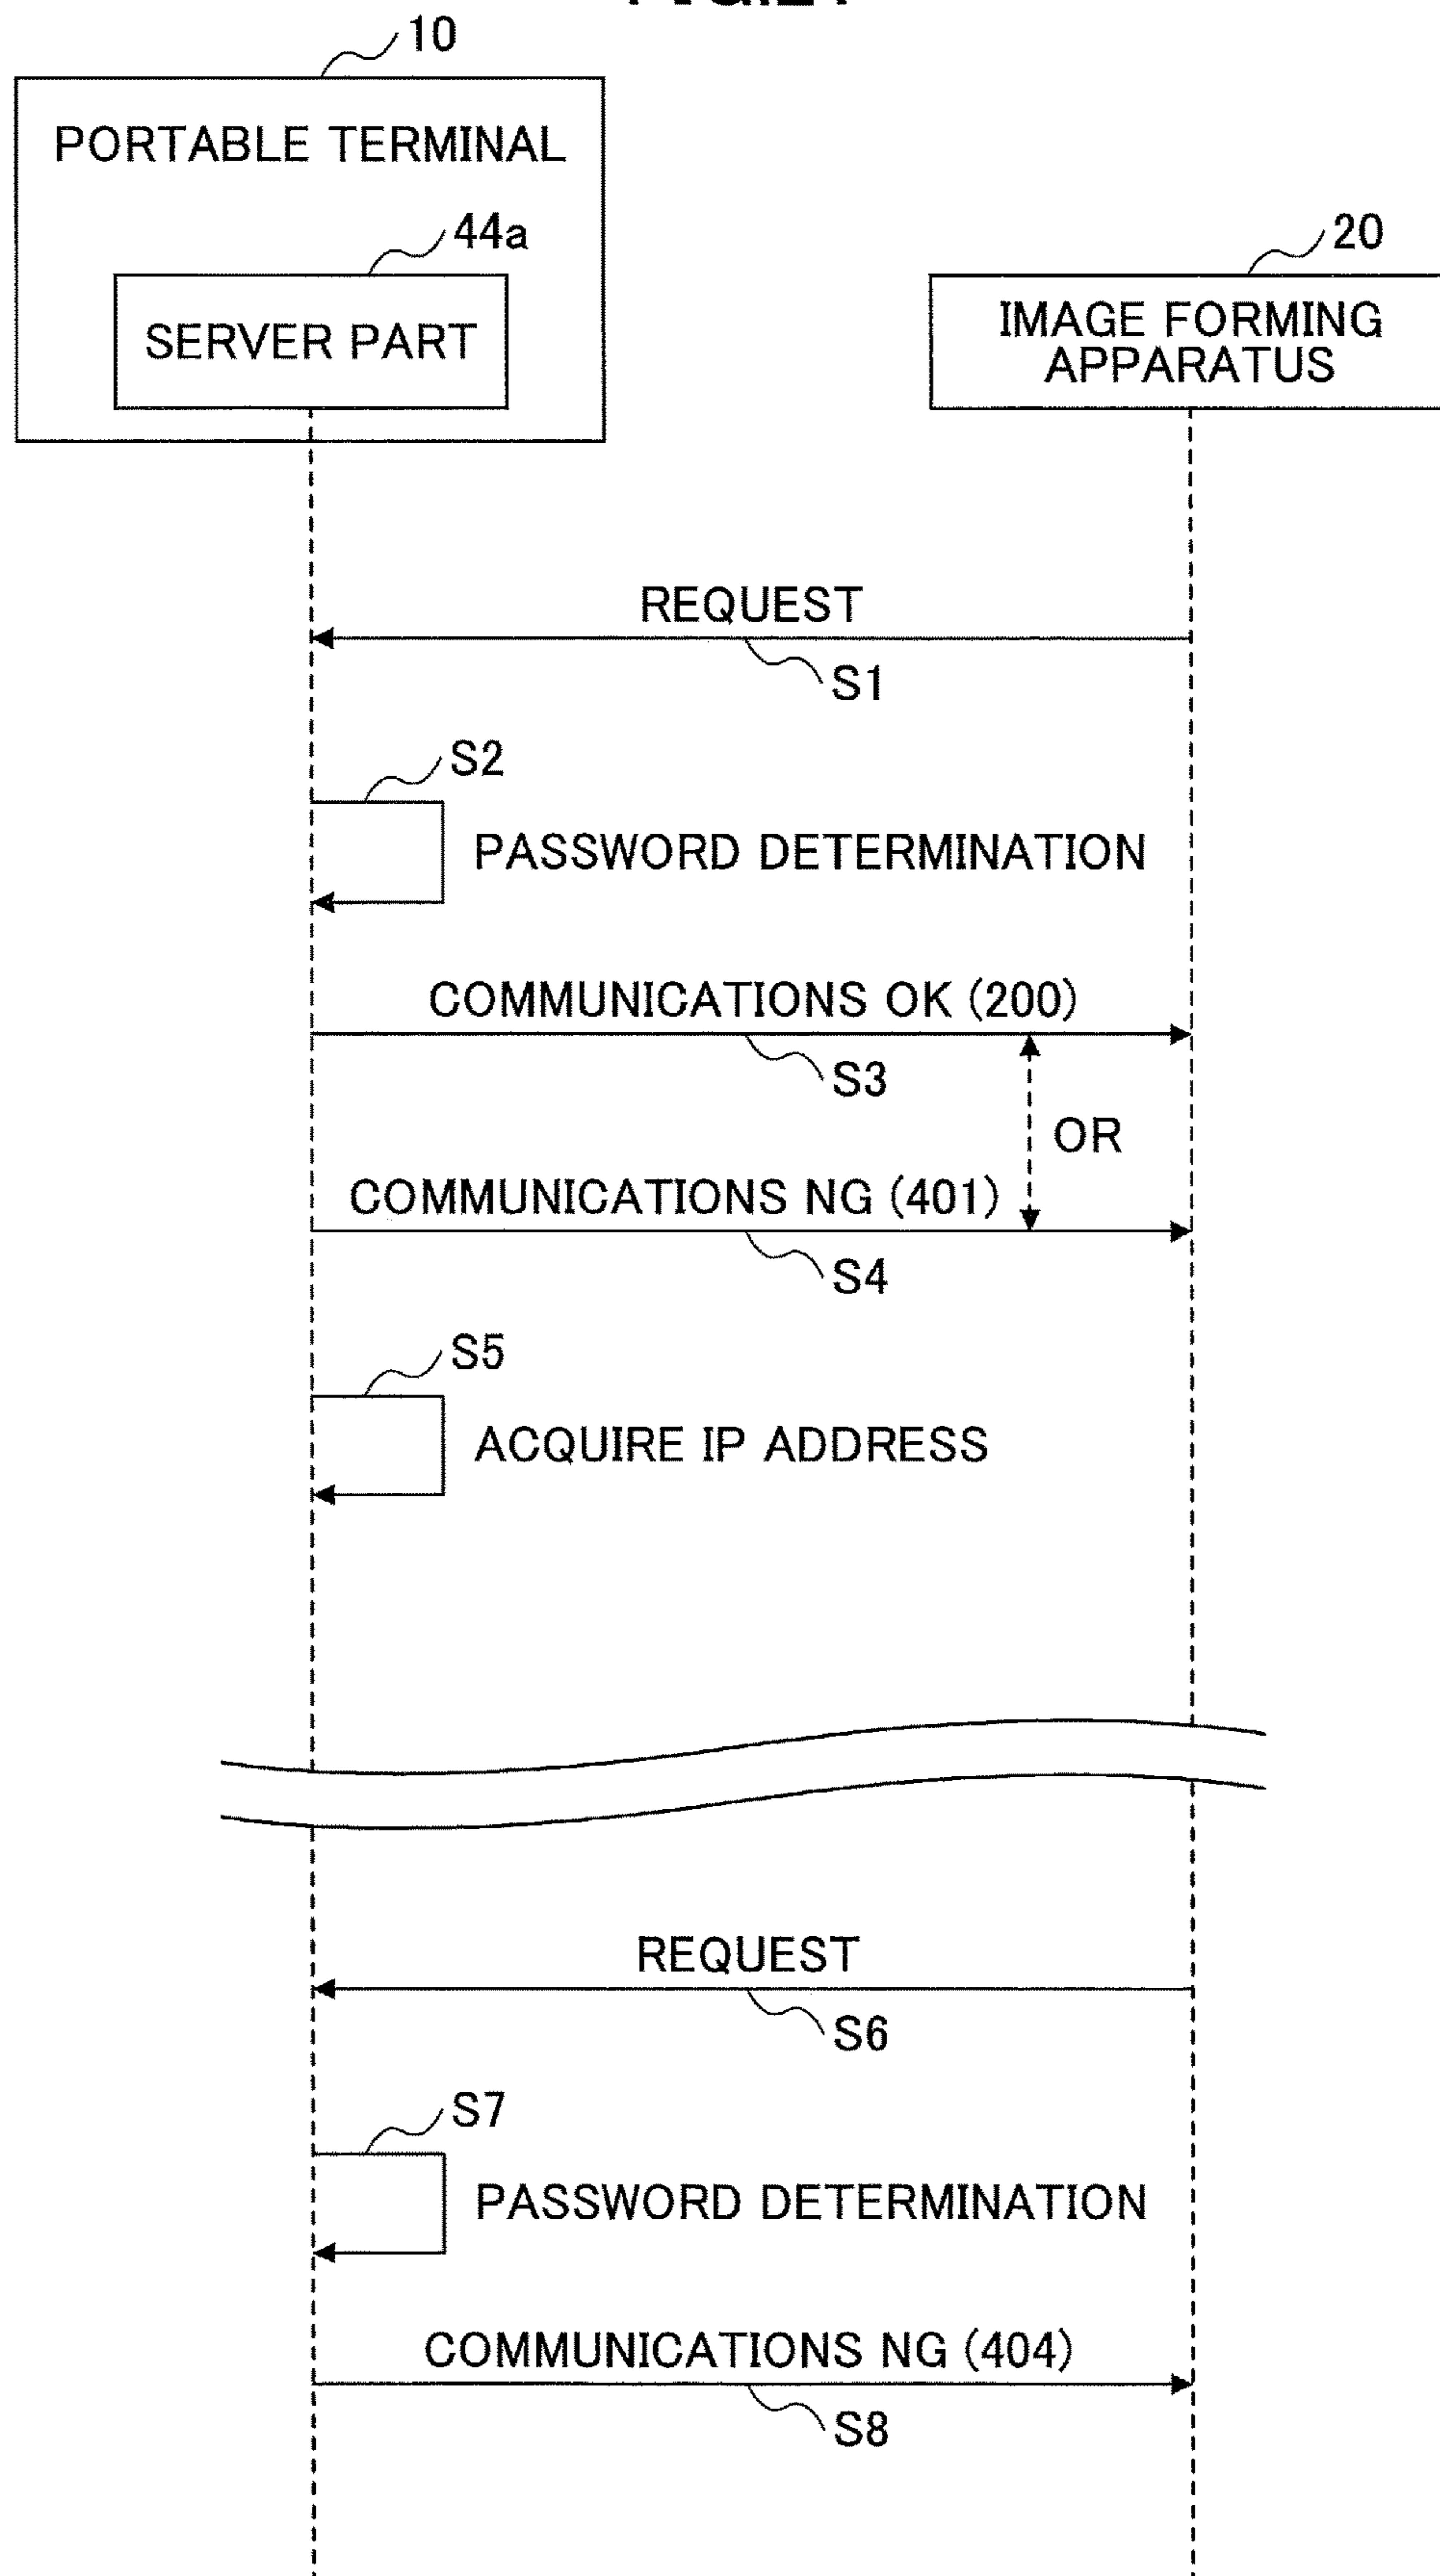 10
PORTABLE TERMINAL
44a
SERVER PART
20
IMAGE FORMING
APPARATUS
REQUEST
S1
S2
PASSWORD DETERMINATION
COMMUNICATIONS OK (200)
S3
OR
COMMUNICATIONS NG (401)
S4
S5
ACQUIRE IP ADDRESS
REQUEST
S6
S7
PASSWORD DETERMINATION
COMMUNICATIONS NG (404)
S8